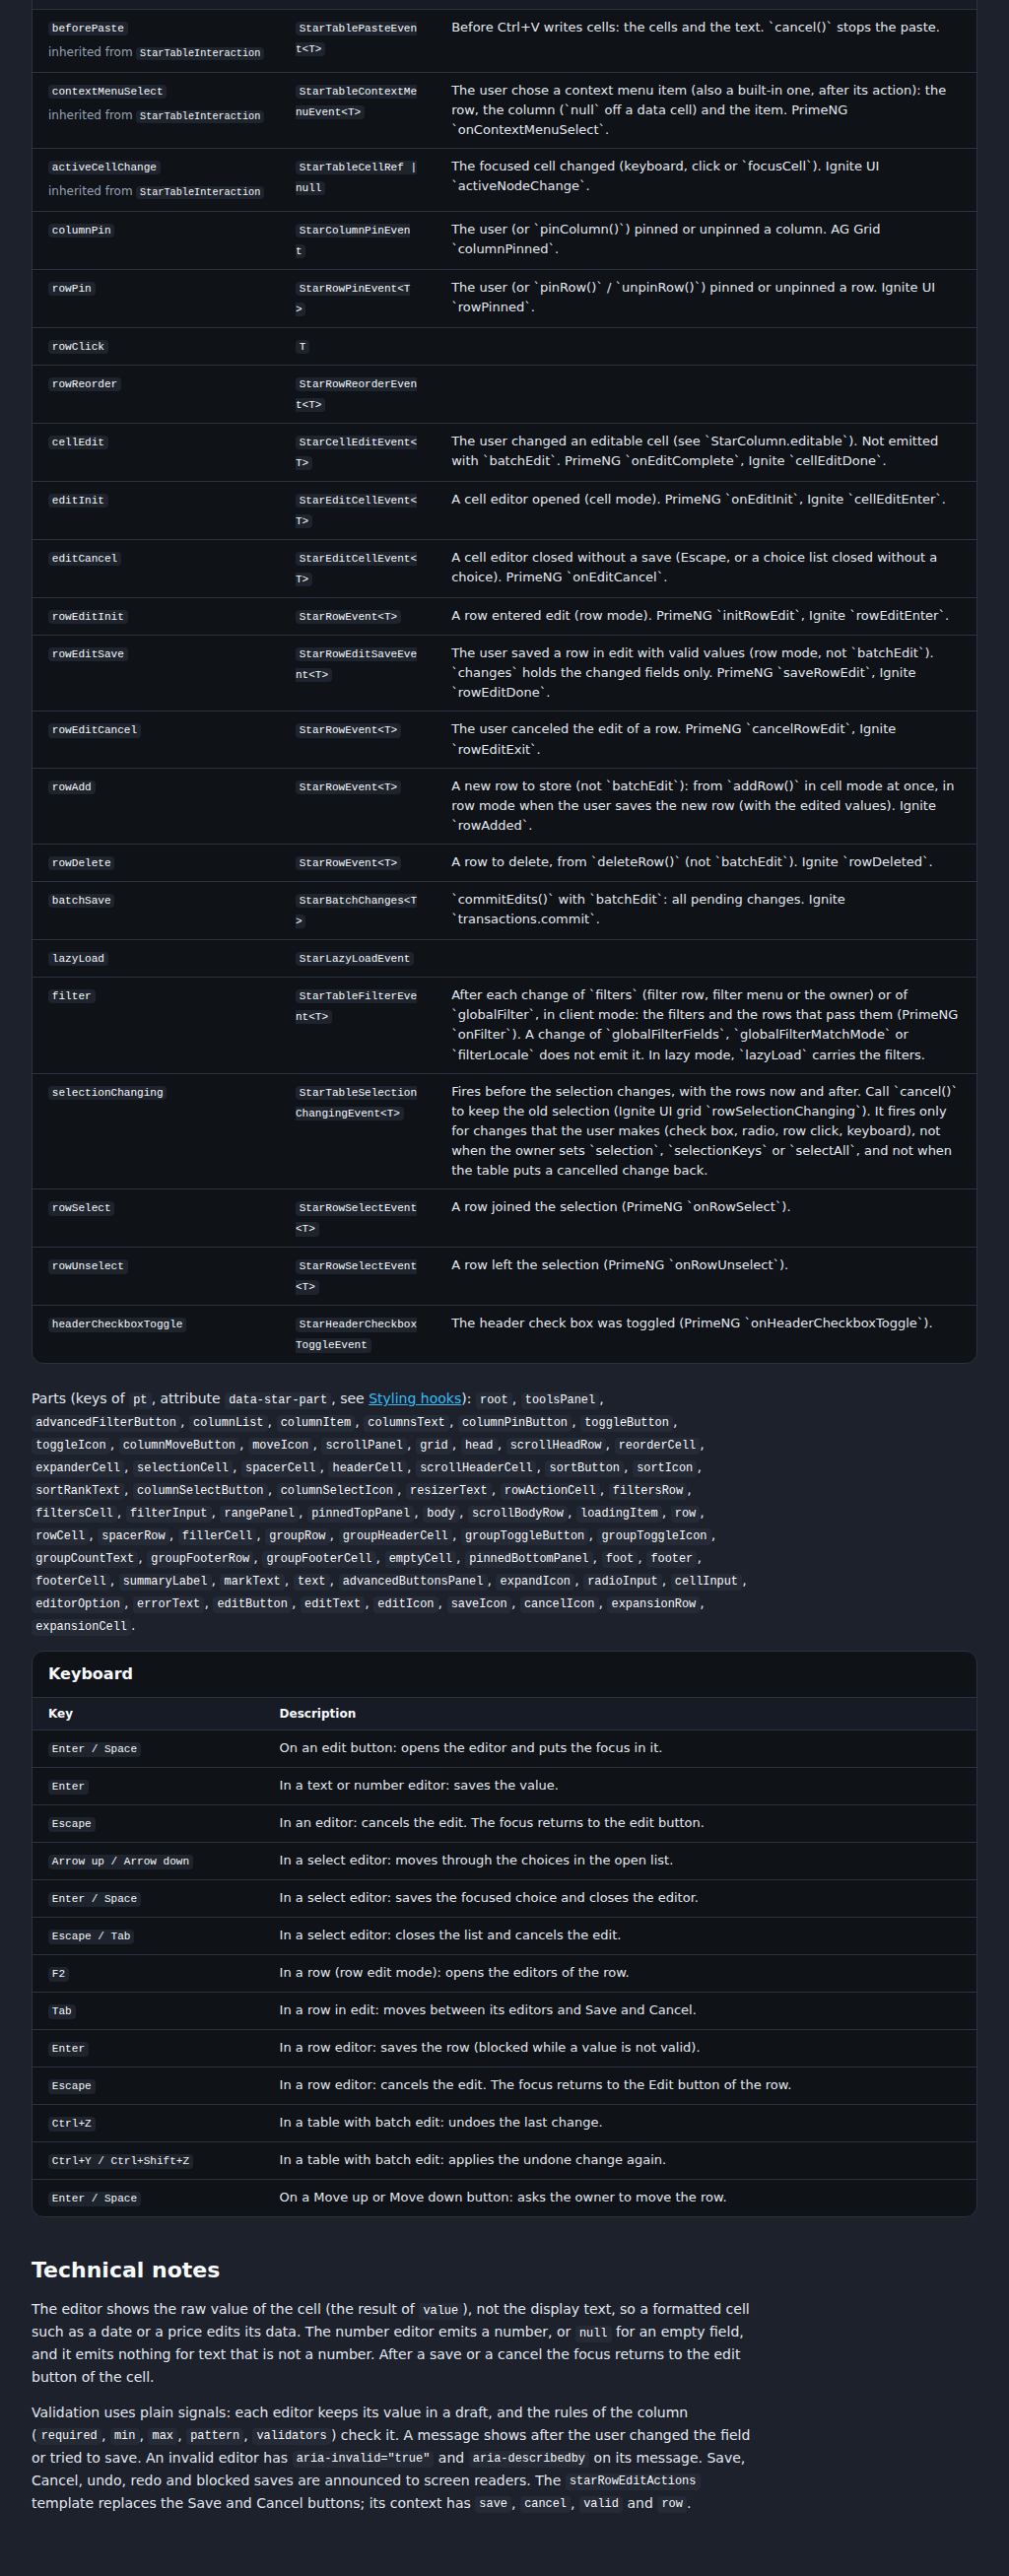 beforePaste StarTablePasteEven Before Ctrl+V writes cells: the cells and the text. `cancel()` stops the paste.
inherited from StarTableInteraction t<T>
contextMenuSelect StarTableContextMe The user chose a context menu item (also a built-in one, after its action): the
inherited from StarTableInteraction nuEvent<T> row, the column (`null` off a data cell) and the item. PrimeNG
`onContextMenuSelect`.
activeCellChange StarTableCellRef | The focused cell changed (keyboard, click or `focusCell`). Ignite UI
inherited from StarTableInteraction null `activeNodeChange`.
columnPin StarColumnPinEven The user (or `pinColumn()`) pinned or unpinned a column. AG Grid
t `columnPinned`.
rowPin StarRowPinEvent<T The user (or `pinRow()` / `unpinRow()`) pinned or unpinned a row. Ignite UI
> `rowPinned`.
rowClick T
rowReorder StarRowReorderEven
t<T>
cellEdit StarCellEditEvent< The user changed an editable cell (see `StarColumn.editable`). Not emitted
T> with `batchEdit`. PrimeNG `onEditComplete`, Ignite `cellEditDone`.
editInit StarEditCellEvent< A cell editor opened (cell mode). PrimeNG `onEditInit`, Ignite `cellEditEnter`.
T>
editCancel StarEditCellEvent< A cell editor closed without a save (Escape, or a choice list closed without a
T> choice). PrimeNG `onEditCancel`.
rowEditInit StarRowEvent<T> A row entered edit (row mode). PrimeNG `initRowEdit`, Ignite `rowEditEnter`.
rowEditSave StarRowEditSaveEve The user saved a row in edit with valid values (row mode, not `batchEdit`).
nt<T> `changes` holds the changed fields only. PrimeNG `saveRowEdit`, Ignite
`rowEditDone`.
rowEditCancel StarRowEvent<T> The user canceled the edit of a row. PrimeNG `cancelRowEdit`, Ignite
`rowEditExit`.
rowAdd StarRowEvent<T> A new row to store (not `batchEdit`): from `addRow()` in cell mode at once, in
row mode when the user saves the new row (with the edited values). Ignite
`rowAdded`.
rowDelete StarRowEvent<T> A row to delete, from `deleteRow()` (not `batchEdit`). Ignite `rowDeleted`.
batchSave StarBatchChanges<T `commitEdits()` with `batchEdit`: all pending changes. Ignite
> `transactions.commit`.
lazyLoad StarLazyLoadEvent
filter StarTableFilterEve After each change of `filters` (filter row, filter menu or the owner) or of
nt<T> `globalFilter`, in client mode: the filters and the rows that pass them (PrimeNG
`onFilter`). A change of `globalFilterFields`, `globalFilterMatchMode` or
`filterLocale` does not emit it. In lazy mode, `lazyLoad` carries the filters.
selectionChanging StarTableSelection Fires before the selection changes, with the rows now and after. Call `cancel()`
ChangingEvent<T> to keep the old selection (Ignite UI grid `rowSelectionChanging`). It fires only
for changes that the user makes (check box, radio, row click, keyboard), not
when the owner sets `selection`, `selectionKeys` or `selectAll`, and not when
the table puts a cancelled change back.
rowSelect StarRowSelectEvent A row joined the selection (PrimeNG `onRowSelect`).
<T>
rowUnselect StarRowSelectEvent A row left the selection (PrimeNG `onRowUnselect`).
<T>
headerCheckboxToggle StarHeaderCheckbox The header check box was toggled (PrimeNG `onHeaderCheckboxToggle`).
ToggleEvent
Parts (keys of pt, attribute data-star-part, see Styling hooks): root, toolsPanel,
advancedFilterButton, columnList, columnItem, columnsText, columnPinButton, toggleButton,
toggleIcon, columnMoveButton, moveIcon, scrollPanel, grid, head, scrollHeadRow, reorderCell,
expanderCell, selectionCell, spacerCell, headerCell, scrollHeaderCell, sortButton, sortIcon,
sortRankText, columnSelectButton, columnSelectIcon, resizerText, rowActionCell, filtersRow,
filtersCell, filterInput, rangePanel, pinnedTopPanel, body, scrollBodyRow, loadingItem, row,
rowCell, spacerRow, fillerCell, groupRow, groupHeaderCell, groupToggleButton, groupToggleIcon,
groupCountText, groupFooterRow, groupFooterCell, emptyCell, pinnedBottomPanel, foot, footer,
footerCell, summaryLabel, markText, text, advancedButtonsPanel, expandIcon, radioInput, cellInput,
editorOption, errorText, editButton, editText, editIcon, saveIcon, cancelIcon, expansionRow,
expansionCell.
Keyboard
Key Description
Enter / Space On an edit button: opens the editor and puts the focus in it.
Enter In a text or number editor: saves the value.
Escape In an editor: cancels the edit. The focus returns to the edit button.
Arrow up / Arrow down In a select editor: moves through the choices in the open list.
Enter / Space In a select editor: saves the focused choice and closes the editor.
Escape / Tab In a select editor: closes the list and cancels the edit.
F2 In a row (row edit mode): opens the editors of the row.
Tab In a row in edit: moves between its editors and Save and Cancel.
Enter In a row editor: saves the row (blocked while a value is not valid).
Escape In a row editor: cancels the edit. The focus returns to the Edit button of the row.
Ctrl+Z In a table with batch edit: undoes the last change.
Ctrl+Y / Ctrl+Shift+Z In a table with batch edit: applies the undone change again.
Enter / Space On a Move up or Move down button: asks the owner to move the row.
Technical notes
The editor shows the raw value of the cell (the result of value), not the display text, so a formatted cell
such as a date or a price edits its data. The number editor emits a number, or null for an empty field,
and it emits nothing for text that is not a number. After a save or a cancel the focus returns to the edit
button of the cell.
Validation uses plain signals: each editor keeps its value in a draft, and the rules of the column
(required, min, max, pattern, validators) check it. A message shows after the user changed the field
or tried to save. An invalid editor has aria-invalid="true" and aria-describedby on its message. Save,
Cancel, undo, redo and blocked saves are announced to screen readers. The starRowEditActions
template replaces the Save and Cancel buttons; its context has save, cancel, valid and row.